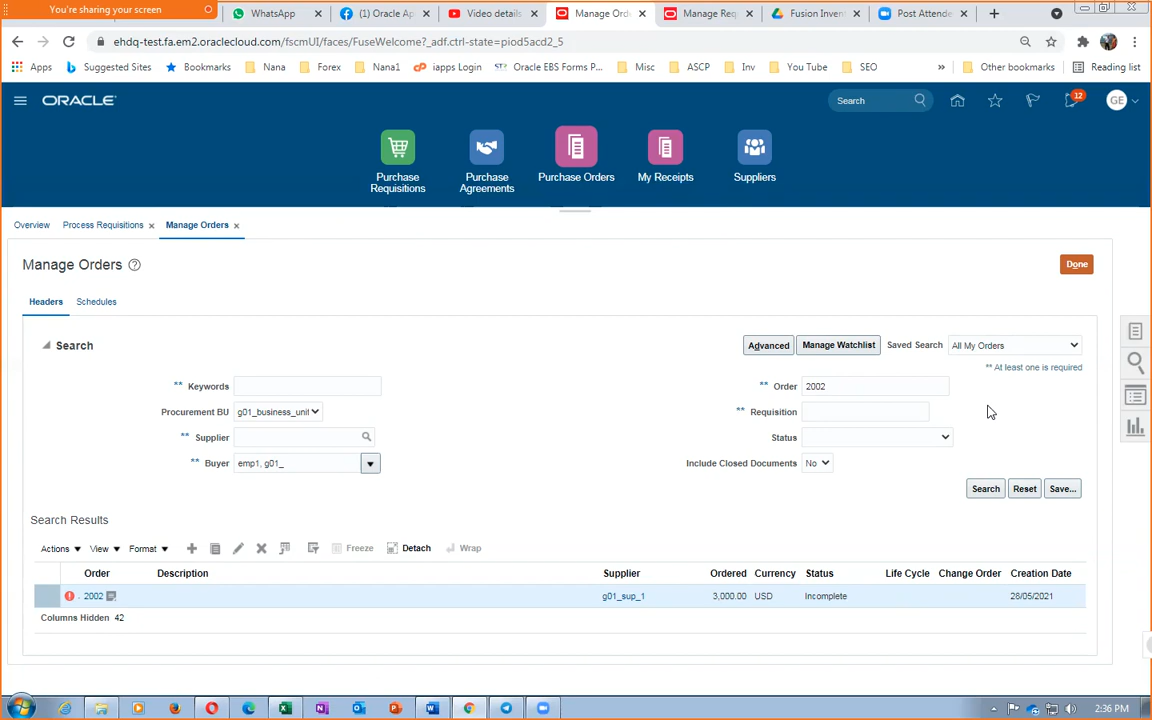 You're sharing your screen
WhatsApp
(1) Oracle Ap
Video details
Manage Ord
Manage Req
Fusion Invent
Post Attende
ehdq-test.fa.em2.oraclecloud.com/fscmUI/faces/FuseWelcome?_adf.ctrl-state=piod5acd2_5
Apps Suggested Sites Bookmarks Nana Forex Nana1 iapps Login Oracle EBS Forms P... Misc ASCP Inv You Tube SEO » Other bookmarks Reading list
ORACLE
Search
12
GE
Purchase Requisitions
Purchase Agreements
Purchase Orders
My Receipts
Suppliers
Overview Process Requisitions Manage Orders
Manage Orders
Done
Headers Schedules
Search
Advanced Manage Watchlist Saved Search All My Orders
** At least one is required
** Keywords
** Order 2002
Procurement BU g01_business_unit
** Requisition
** Supplier
Status
** Buyer emp1, g01_
Include Closed Documents No
Search Reset Save...
Search Results
Actions View Format Freeze Detach Wrap
Order Description Supplier Ordered Currency Status Life Cycle Change Order Creation Date
2002 g01_sup_1 3,000.00 USD Incomplete 28/05/2021
Columns Hidden 42
2:36 PM